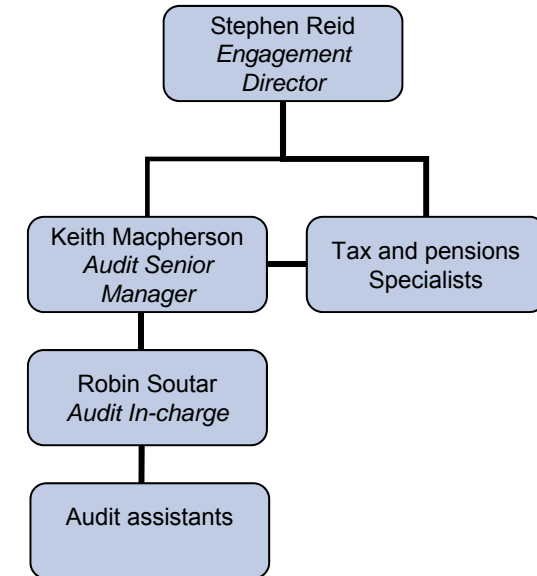 Stephen Reid
Engagement
Director
Keith Macpherson
Audit Senior
Manager
Tax and pensions
Specialists
Robin Soutar
Audit In-charge
Audit assistants